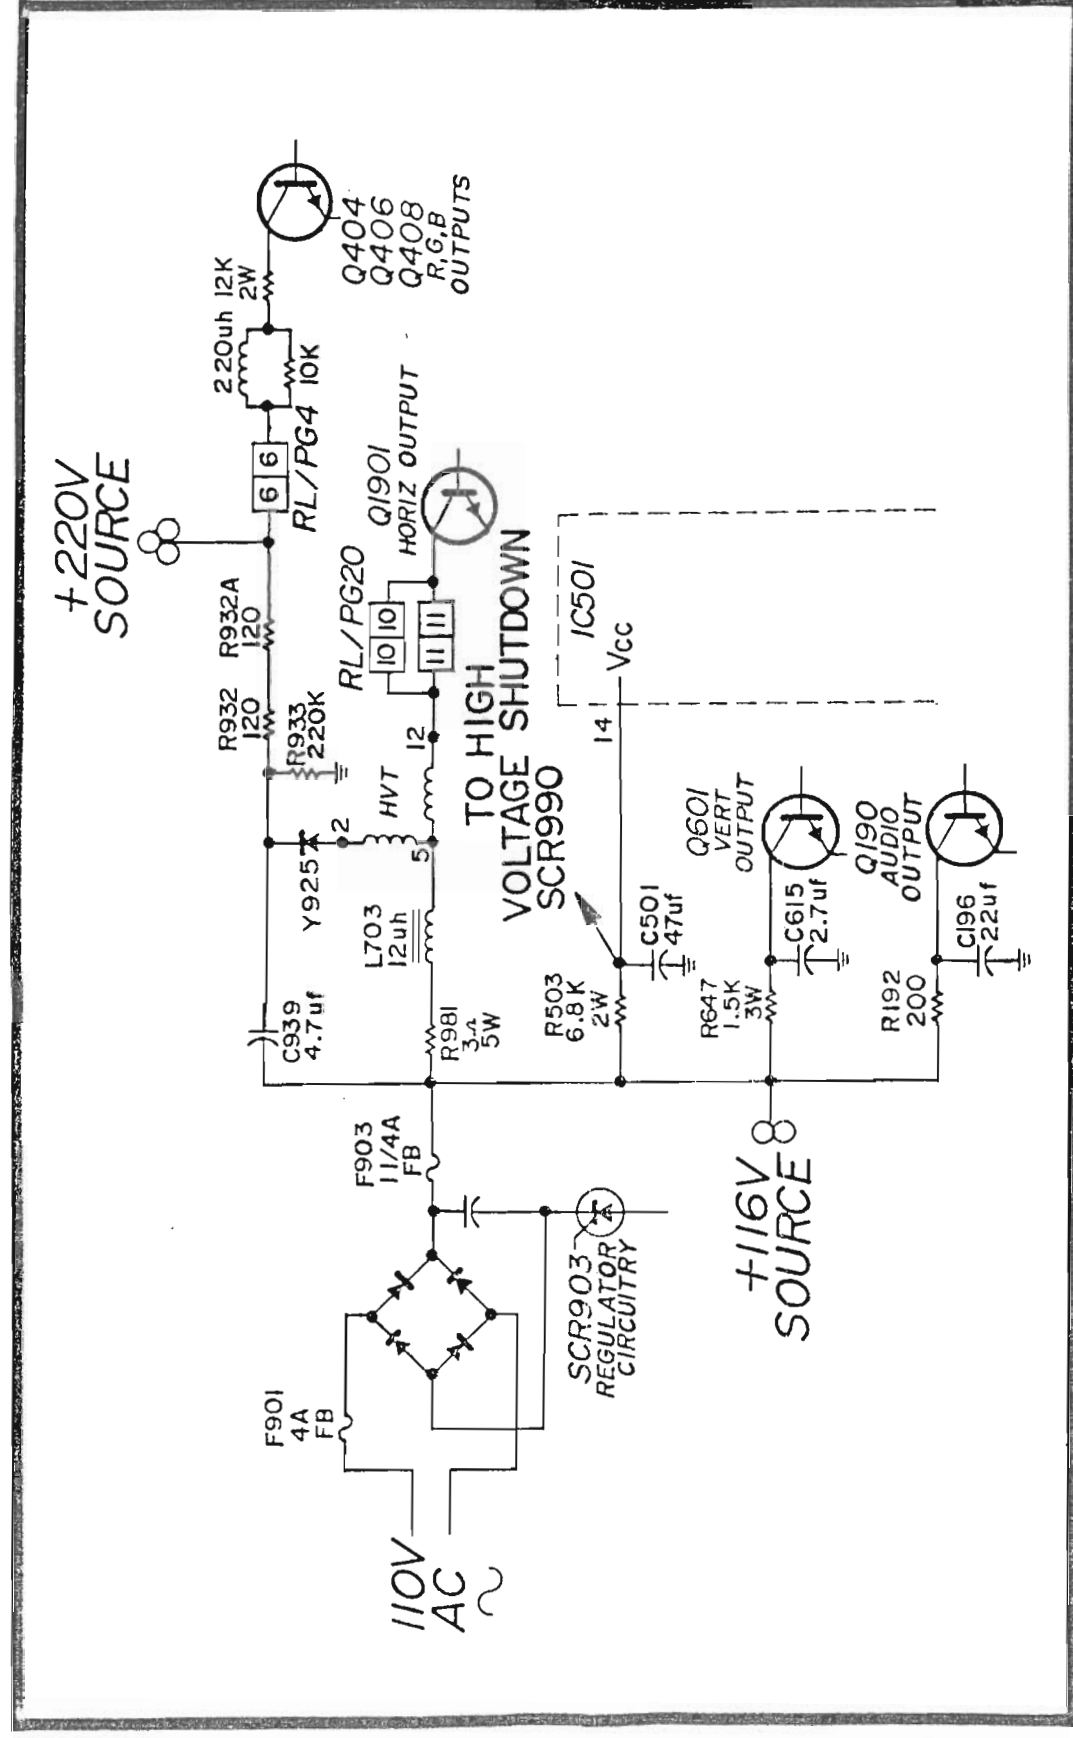 +220V
SOURCE
R932
120
R932A
120
R933
220K
RL/PG4
6 6
220uh
10K
12K
2W
Q404
Q406
Q408
R,G,B
OUTPUTS
C939
4.7uf
Y925
2
HVT
5
12
L703
12uh
R981
3Ω
5W
RL/PG20
10 10
11 11
Q1901
HORIZ OUTPUT
TO HIGH
VOLTAGE SHUTDOWN
SCR990
F901
4A
FB
F903
1 1/4A
FB
110V
AC
SCR903
REGULATOR
CIRCUITRY
R503
6.8K
2W
C501
47uf
14
Vcc
IC501
R647
1.5K
3W
C615
2.7uf
Q601
VERT
OUTPUT
+116V
SOURCE
R192
200
C196
22uf
Q190
AUDIO
OUTPUT